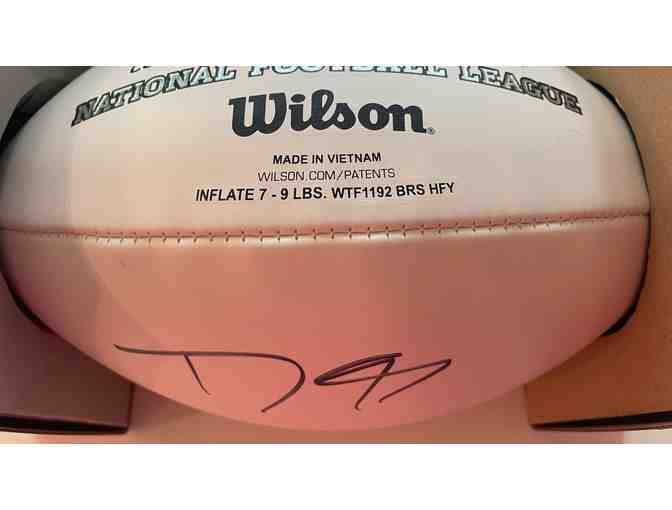 NATIONAL FOOTBALL LEAGUE
Wilson®
MADE IN VIETNAM
WILSON.COM/PATENTS
INFLATE 7 - 9 LBS. WTF1192 BRS HFY